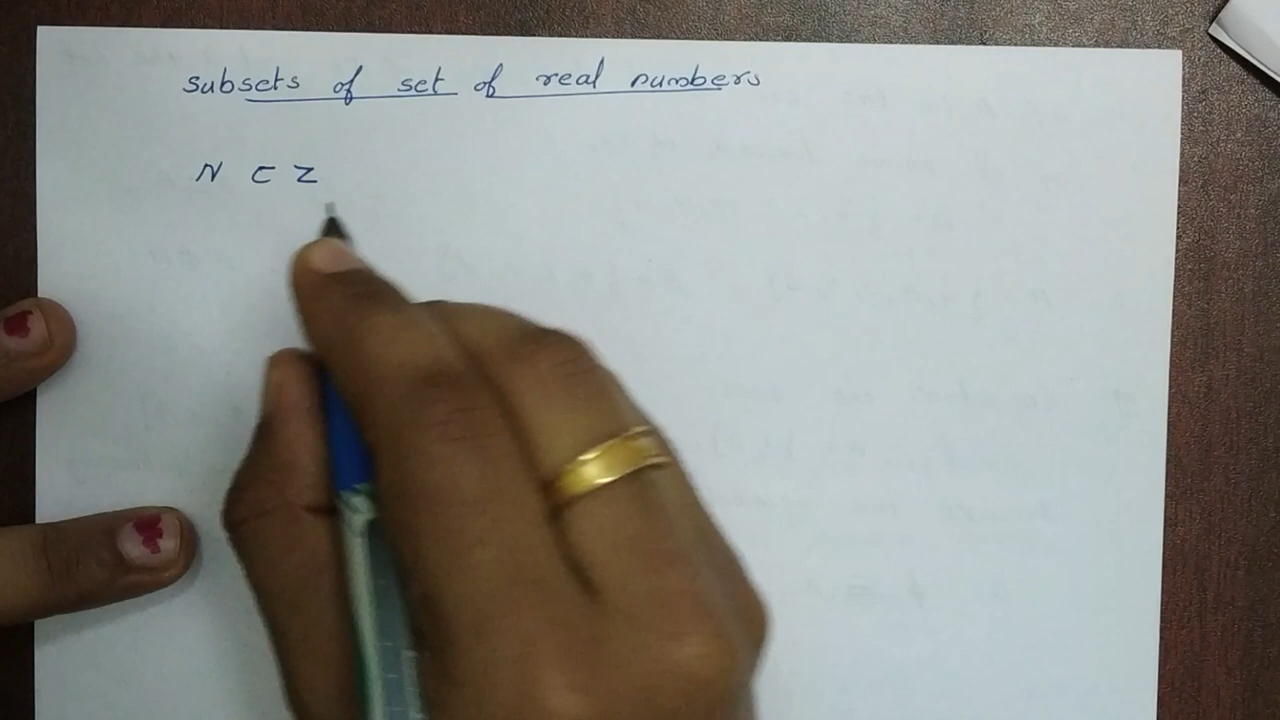 subsets of set of real numbers
N ⊂ Z